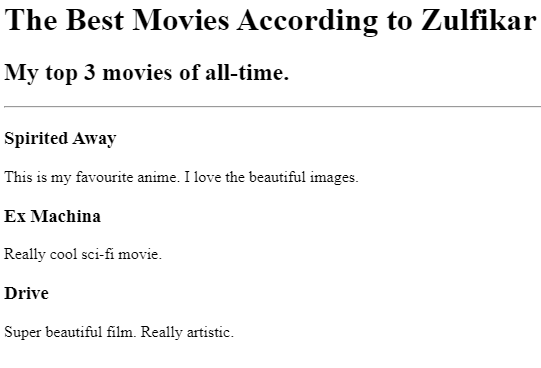 The Best Movies According to Zulfikar
My top 3 movies of all-time.
Spirited Away
This is my favourite anime. I love the beautiful images.
Ex Machina
Really cool sci-fi movie.
Drive
Super beautiful film. Really artistic.